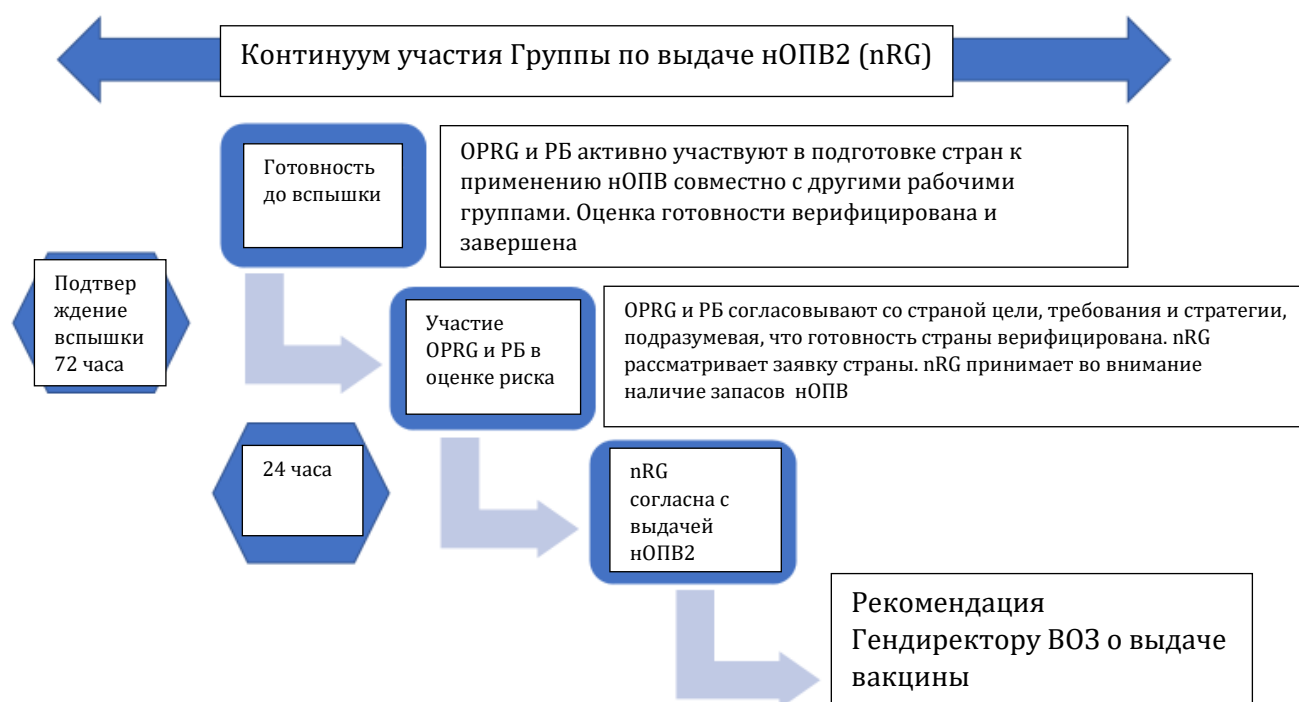 Континуум участия Группы по выдаче нОПВ2 (nRG)
Готовность
до вспышки
OPRG и РБ активно участвуют в подготовке стран к
применению нОПВ совместно с другими рабочими
группами. Оценка готовности верифицирована и
завершена
Подтвер
ждение
вспышки
72 часа
Участие
OPRG и РБ в
оценке риска
OPRG и РБ согласовывают со страной цели, требования и стратегии,
подразумевая, что готовность страны верифицирована. nRG
рассматривает заявку страны. nRG принимает во внимание
наличие запасов нОПВ
24 часа
nRG
согласна с
выдачей
нОПВ2
Рекомендация
Гендиректору ВОЗ о выдаче
вакцины